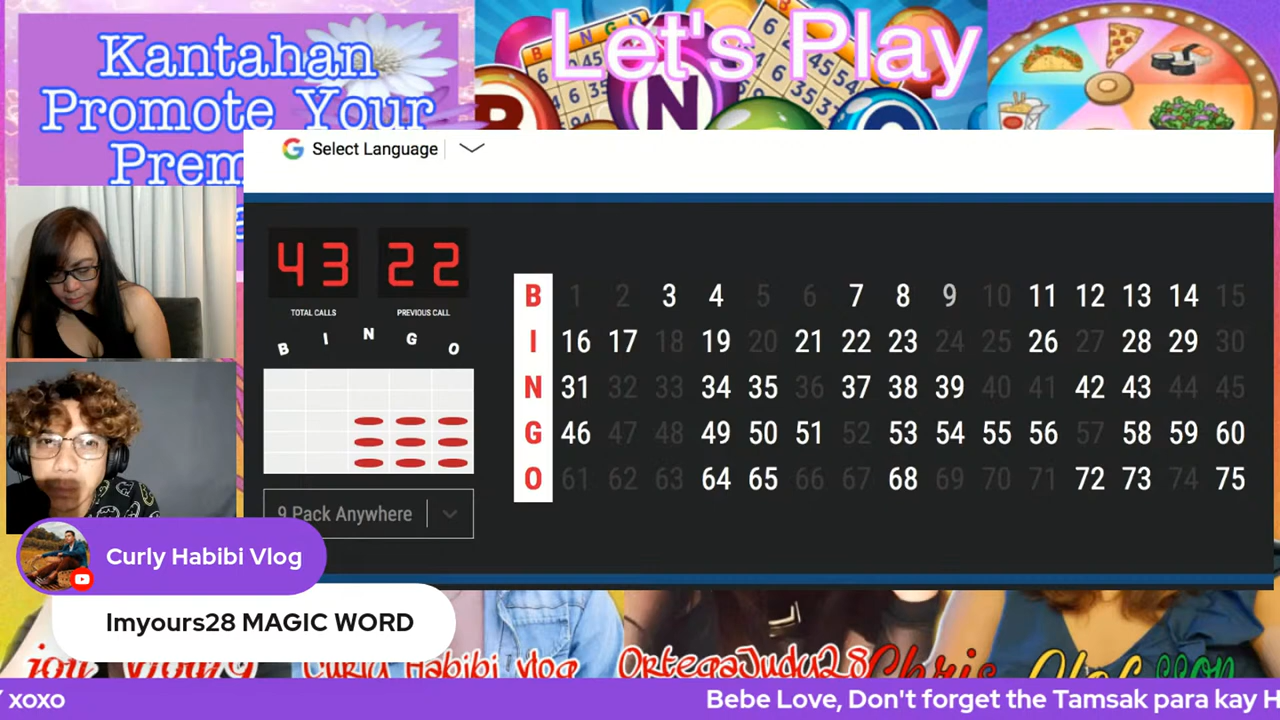 Kantahan
Promote Your
Prem
Let's Play
Select Language
43
22
TOTAL CALLS
PREVIOUS CALL
B I N G O
B 1 2 3 4 5 6 7 8 9 10 11 12 13 14 15
I 16 17 18 19 20 21 22 23 24 25 26 27 28 29 30
N 31 32 33 34 35 36 37 38 39 40 41 42 43 44 45
G 46 47 48 49 50 51 52 53 54 55 56 57 58 59 60
O 61 62 63 64 65 66 67 68 69 70 71 72 73 74 75
9 Pack Anywhere
Curly Habibi Vlog
Imyours28 MAGIC WORD
Curly Habibi Vlog
OrtegaJudy28
Chris
xoxo
Bebe Love, Don't forget the Tamsak para kay H